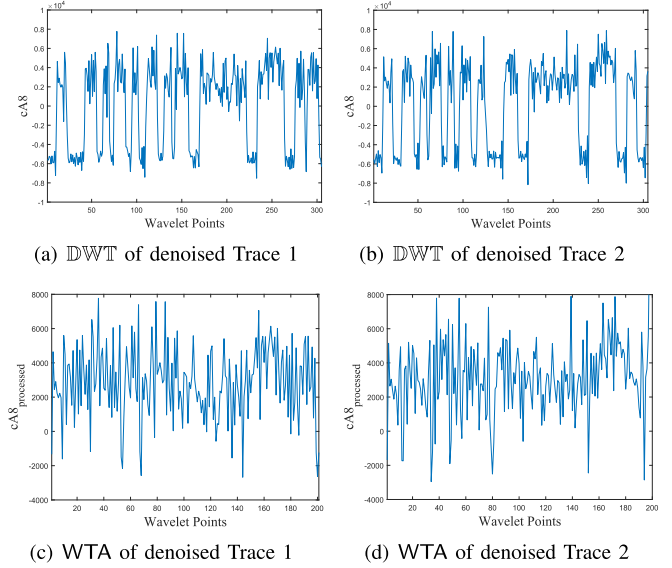 ×10⁴ ×10⁴
1 1
0.8 0.8
0.6 0.6
0.4 0.4
0.2 0.2
0 0
-0.2 -0.2
-0.4 -0.4
-0.6 -0.6
-0.8 -0.8
-1 -1
cA8 cA8
50 100 150 200 250 300 50 100 150 200 250 300
Wavelet Points Wavelet Points
(a) 𝔻𝕎𝕋 of denoised Trace 1 (b) 𝔻𝕎𝕋 of denoised Trace 2
8000 8000
6000 6000
4000 4000
2000 2000
0 0
-2000 -2000
-4000 -4000
cA8 processed cA8 processed
20 40 60 80 100 120 140 160 180 200 20 40 60 80 100 120 140 160 180 200
Wavelet Points Wavelet Points
(c) WTA of denoised Trace 1 (d) WTA of denoised Trace 2